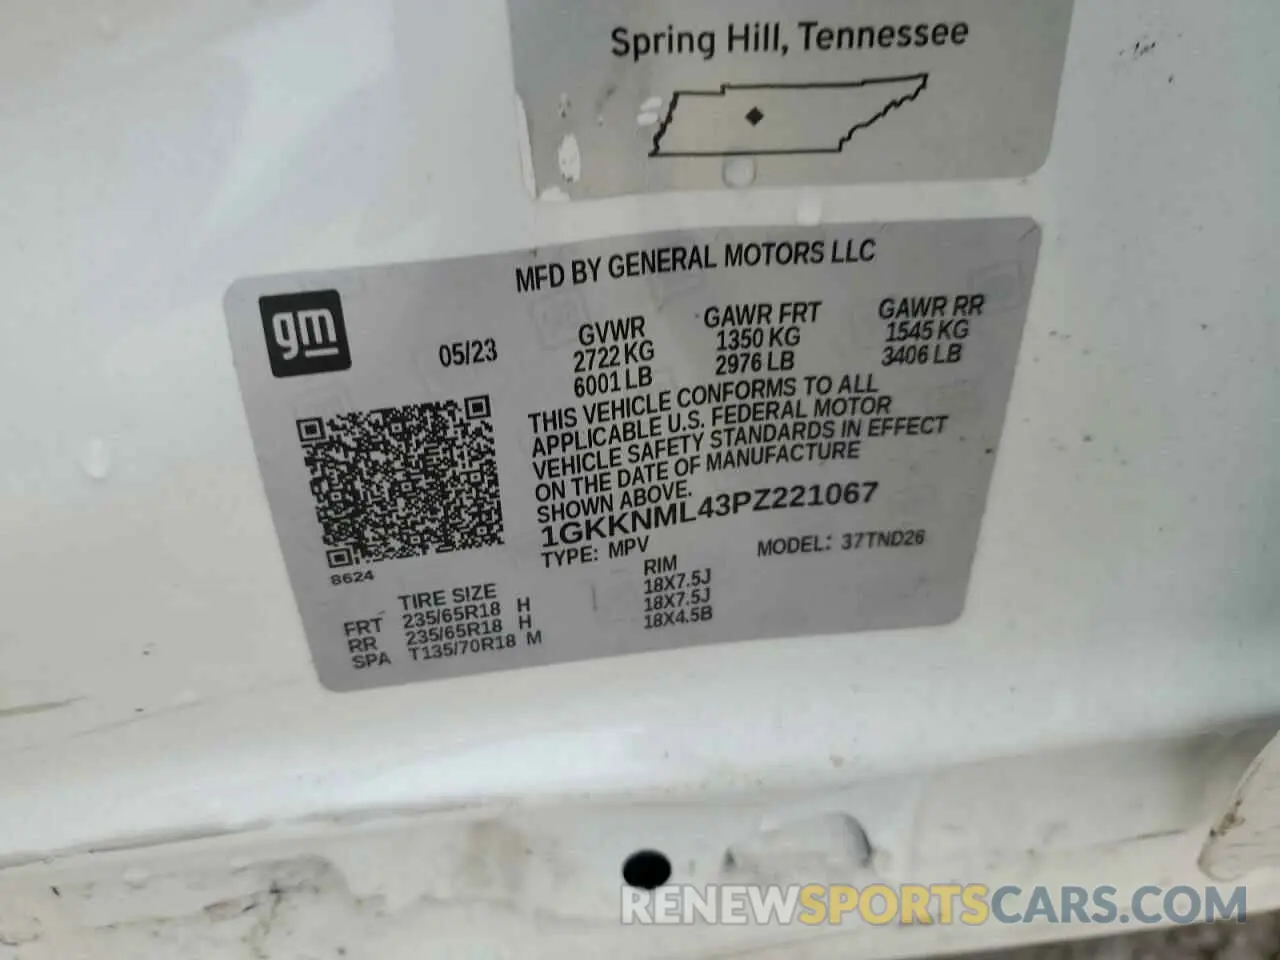 Spring Hill, Tennessee
MFD BY GENERAL MOTORS LLC
gm
05/23
GVWR
2722 KG
6001 LB
GAWR FRT
1350 KG
2976 LB
GAWR RR
1545 KG
3406 LB
THIS VEHICLE CONFORMS TO ALL
APPLICABLE U.S. FEDERAL MOTOR
VEHICLE SAFETY STANDARDS IN EFFECT
ON THE DATE OF MANUFACTURE
SHOWN ABOVE.
1GKKNML43PZ221067
TYPE: MPV
MODEL: 37TND26
8624
TIRE SIZE
RIM
FRT 235/65R18 H 18X7.5J
RR 235/65R18 H 18X7.5J
SPA T135/70R18 M 18X4.5B
RENEWSPORTSCARS.COM